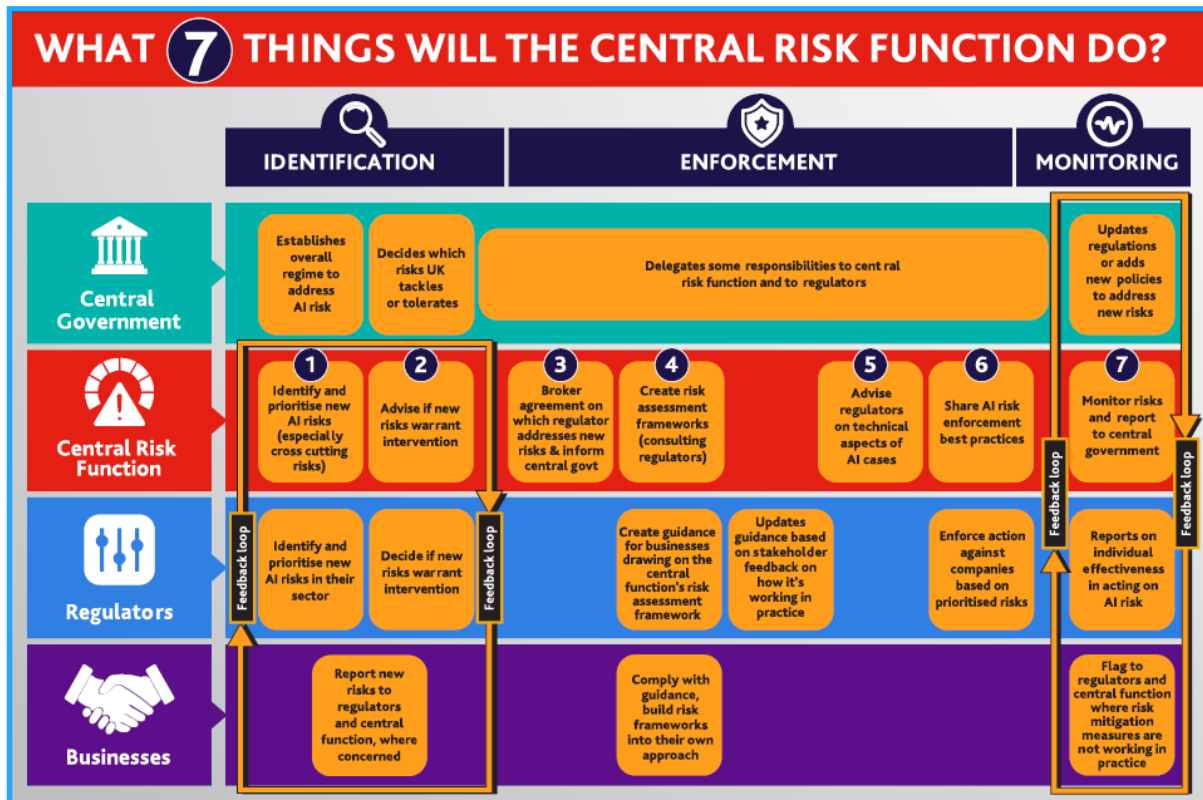 WHAT 7 THINGS WILL THE CENTRAL RISK FUNCTION DO?
IDENTIFICATION
ENFORCEMENT
MONITORING
Central
Government
Establishes
overall
regime to
address
AI risk
Decides which
risks UK
tackles
or tolerates
Delegates some responsibilities to central
risk function and to regulators
Updates
regulations
or adds
new policies
to address
new risks
Central Risk
Function
1
Identify and
prioritise new
AI risks
(especially
cross cutting
risks)
2
Advise if new
risks warrant
intervention
3
Broker
agreement on
which regulator
addresses new
risks & inform
central govt
4
Create risk
assessment
frameworks
(consulting
regulators)
5
Advise
regulators
on technical
aspects of
AI cases
6
Share AI risk
enforcement
best practices
7
Monitor risks
and report
to central
government
Regulators
Feedback loop
Identify and
prioritise new
AI risks in their
sector
Decide if new
risks warrant
intervention
Feedback loop
Create guidance
for businesses
drawing on the
central
function's risk
assessment
framework
Updates
guidance based
on stakeholder
feedback on
how it's
working in
practice
Enforce action
against
companies
based on
prioritised risks
Feedback loop
Reports on
individual
effectiveness
in acting on
AI risk
Feedback loop
Businesses
Report new
risks to
regulators
and central
function, where
concerned
Comply with
guidance,
build risk
frameworks
into their own
approach
Flag to
regulators and
central function
where risk
mitigation
measures are
not working in
practice